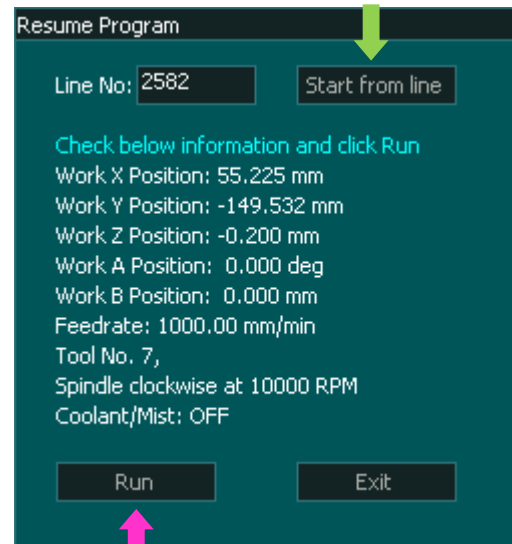 Resume Program
Line No: 2582 Start from line
Check below information and click Run
Work X Position: 55.225 mm
Work Y Position: -149.532 mm
Work Z Position: -0.200 mm
Work A Position: 0.000 deg
Work B Position: 0.000 mm
Feedrate: 1000.00 mm/min
Tool No. 7,
Spindle clockwise at 10000 RPM
Coolant/Mist: OFF
Run Exit